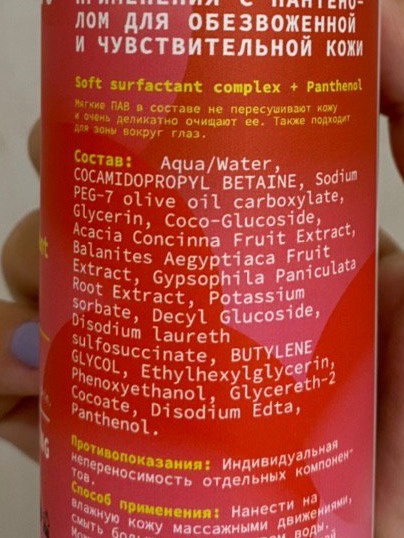 ПРИМЕНЕНИЯ С ПАНТЕНО-
ЛОМ ДЛЯ ОБЕЗВОЖЕННОЙ
И ЧУВСТВИТЕЛЬНОЙ КОЖИ
Soft surfactant complex + Panthenol
Мягкие ПАВ в составе не пересушивают кожу
и очень деликатно очищают ее. Также подходит
для зоны вокруг глаз.
Состав: Aqua/Water,
COCAMIDOPROPYL BETAINE, Sodium
PEG-7 olive oil carboxylate,
Glycerin, Coco-Glucoside,
Acacia Concinna Fruit Extract,
Balanites Aegyptiaca Fruit
Extract, Gypsophila Paniculata
Root Extract, Potassium
sorbate, Decyl Glucoside,
Disodium laureth
sulfosuccinate, BUTYLENE
GLYCOL, Ethylhexylglycerin,
Phenoxyethanol, Glycereth-2
Cocoate, Disodium Edta,
Panthenol.
Противопоказания: Индивидуальная
непереносимость отдельных компонен-
тов.
Способ применения: Нанести на
влажную кожу массажными движениями,
смыть воды.